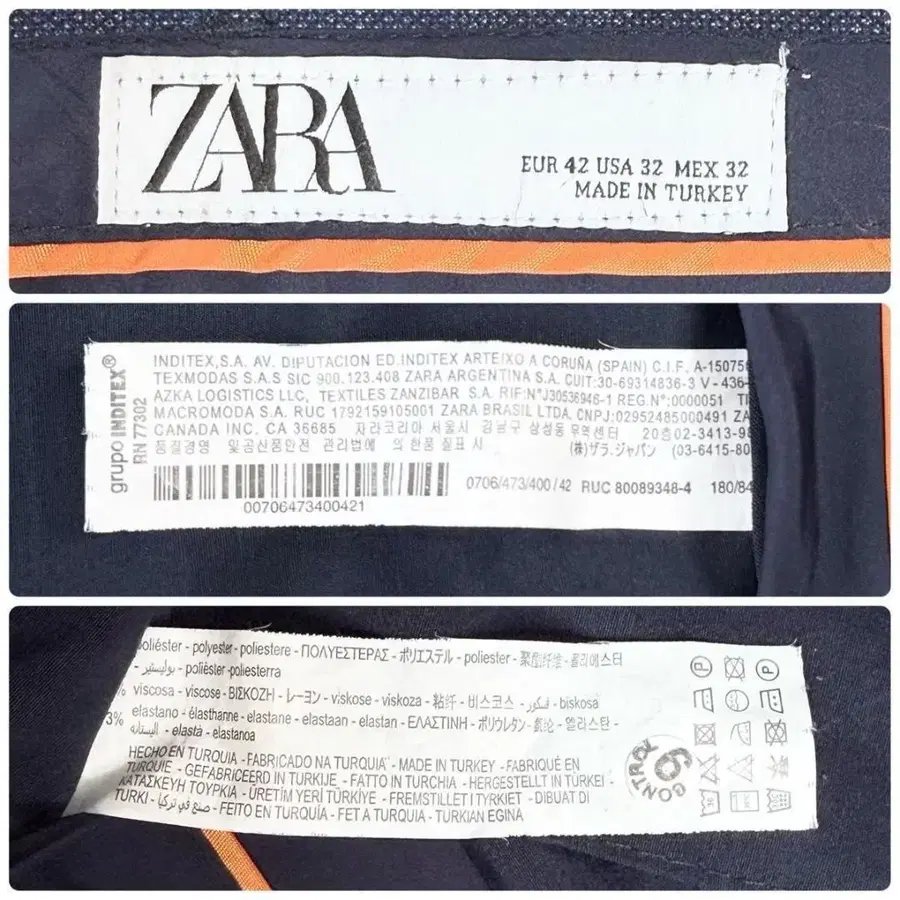 ZARA
EUR 42 USA 32 MEX 32
MADE IN TURKEY
grupo INDITEX®
RN 77302
INDITEX,S.A. AV. DIPUTACION ED.INDITEX ARTEIXO A CORUÑA (SPAIN) C.I.F. A-1507
TEXMODAS S.A.S SIC 900.123.408 ZARA ARGENTINA S.A. CUIT:30-69314836-3 V - 436
AZKA LOGISTICS LLC, TEXTILES ZANZIBAR S.A. RIF:N°J30536946-1 REG.N°:0000051
MACROMODA S.A. RUC 1792159105001 ZARA BRASIL LTDA. CNPJ:02952485000491 ZA
CANADA INC. CA 36685 자라코리아 서울시 강남구 삼성동 무역센터 20층02-3413-98
품질경영 및공산품안전 관리법에 의한품질표시 (株)ザラ.ジャパン (03-6415-80
0706/473/400/42 RUC 80089348-4 180/84
00706473400421
poliéster - polyester - poliestere - ΠΟΛΥΕΣΤΕΡΑΣ - ポリエステル - poliester - 聚酯纤维 - 폴리에스터
- بوليستير - poliéster -poliesterra
% viscosa - viscose - ΒΙΣΚΟΖΗ - レーヨン - viskose - viskoza - 粘纤 - 비스코스 - فسكوز - biskosa
3% elastano - élasthanne - elastane - elastaan - elastan - ΕΛΑΣΤΙΝΗ - ポリウレタン - 氨纶 - 엘라스탄 -
اليستانه - elastà - elastanoa
HECHO EN TURQUIA - FABRICADO NA TURQUIA - MADE IN TURKEY - FABRIQUÉ EN
TURQUIE - GEFABRICEERD IN TURKIJE - FATTO IN TURCHIA - HERGESTELLT IN TÜRKEI -
ΚΑΤΑΣΚΕΥΗ ΤΟΥΡΚΙΑ - ÜRETİM YERİ TÜRKİYE - FREMSTILLET I TYRKIET - DIBUAT DI
TURKI - صنع في تركيا - FEITO EN TURQUÍA - FET A TURQUIA - TURKIAN EGINA
CONTROL
P P